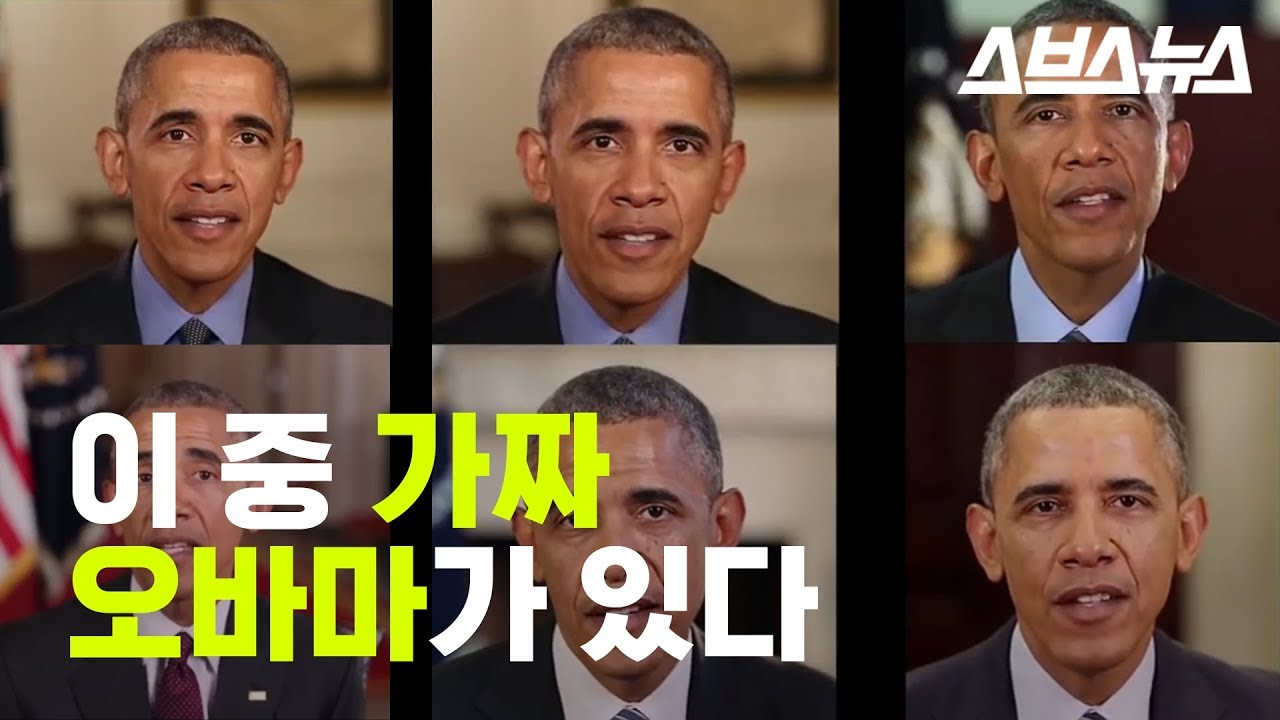 스브스뉴스
이 중 가짜
오바마가 있다